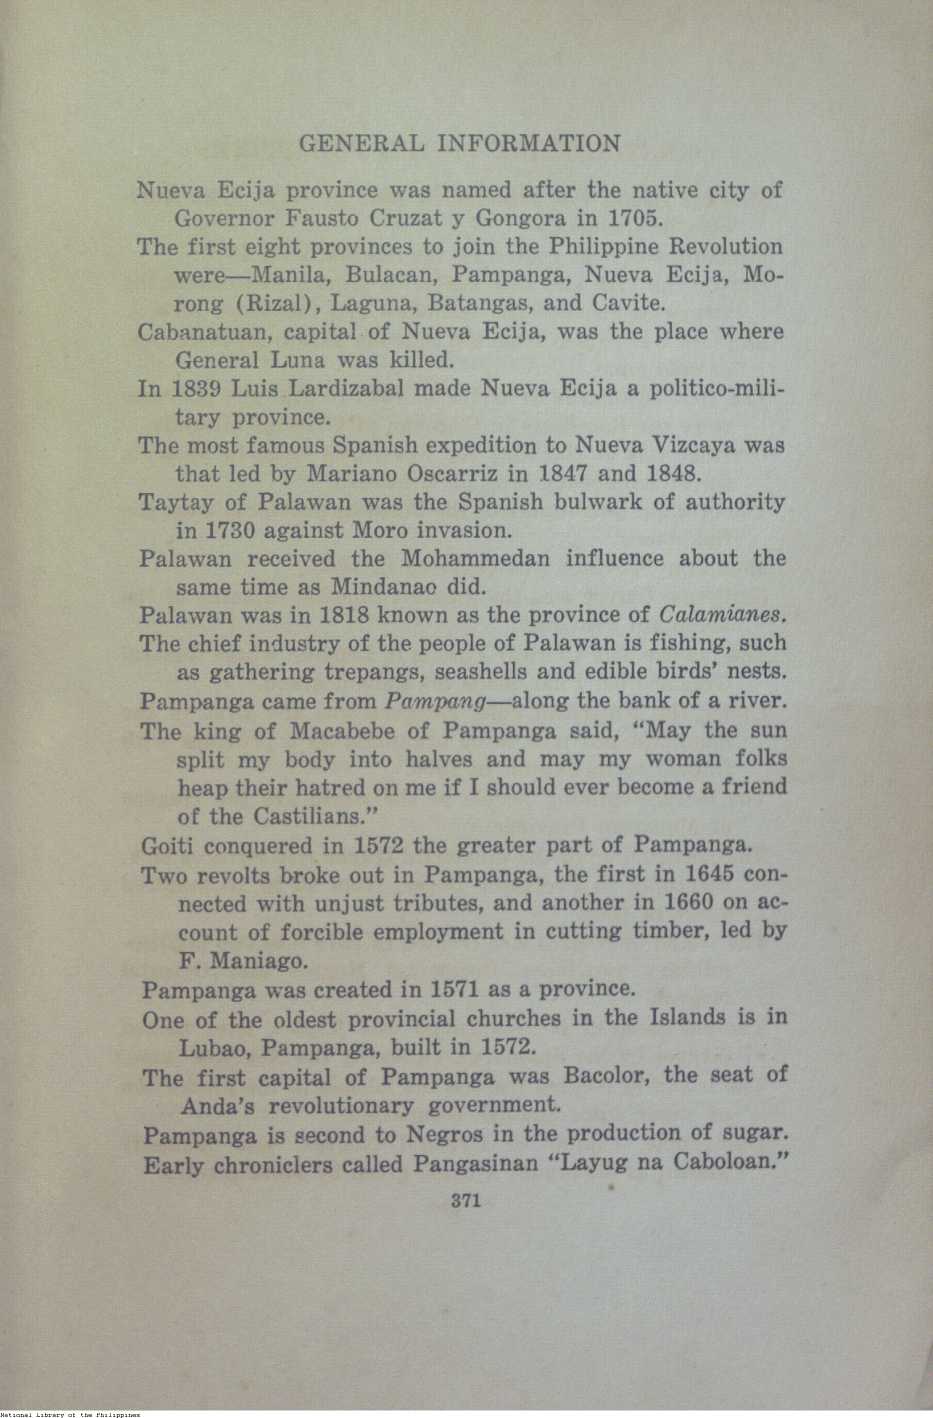 GENERAL INFORMATION
Nueva Ecija province was named after the native city of
Governor Fausto Cruzat y Gongora in 1705.
The first eight provinces to join the Philippine Revolution
were—Manila, Bulacan, Pampanga, Nueva Ecija, Mo-
rong (Rizal), Laguna, Batangas, and Cavite.
Cabanatuan, capital of Nueva Ecija, was the place where
General Luna was killed.
In 1839 Luis Lardizabal made Nueva Ecija a politico-mili-
tary province.
The most famous Spanish expedition to Nueva Vizcaya was
that led by Mariano Oscarriz in 1847 and 1848.
Taytay of Palawan was the Spanish bulwark of authority
in 1730 against Moro invasion.
Palawan received the Mohammedan influence about the
same time as Mindanao did.
Palawan was in 1818 known as the province of Calamianes.
The chief industry of the people of Palawan is fishing, such
as gathering trepangs, seashells and edible birds' nests.
Pampanga came from Pampang—along the bank of a river.
The king of Macabebe of Pampanga said, "May the sun
split my body into halves and may my woman folks
heap their hatred on me if I should ever become a friend
of the Castilians."
Goiti conquered in 1572 the greater part of Pampanga.
Two revolts broke out in Pampanga, the first in 1645 con-
nected with unjust tributes, and another in 1660 on ac-
count of forcible employment in cutting timber, led by
F. Maniago.
Pampanga was created in 1571 as a province.
One of the oldest provincial churches in the Islands is in
Lubao, Pampanga, built in 1572.
The first capital of Pampanga was Bacolor, the seat of
Anda's revolutionary government.
Pampanga is second to Negros in the production of sugar.
Early chroniclers called Pangasinan "Layug na Caboloan."
371
National Library of the Philippines